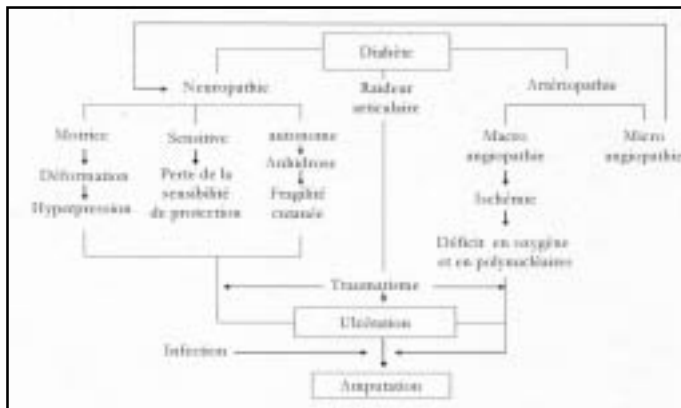 Diabète
Neuropathie
Raideur
articulaire
Artériopathie
Motrice
Sensitive
autonome
Macro
angiopathie
Micro
angiopathie
Déformation
Hyperpression
Perte de la
sensibilité
de protection
Anhidrose
Fragilité
cutanée
Ischémie
Déficit en oxygène
et en polynucléaires
Traumatisme
Ulcération
Infection
Amputation